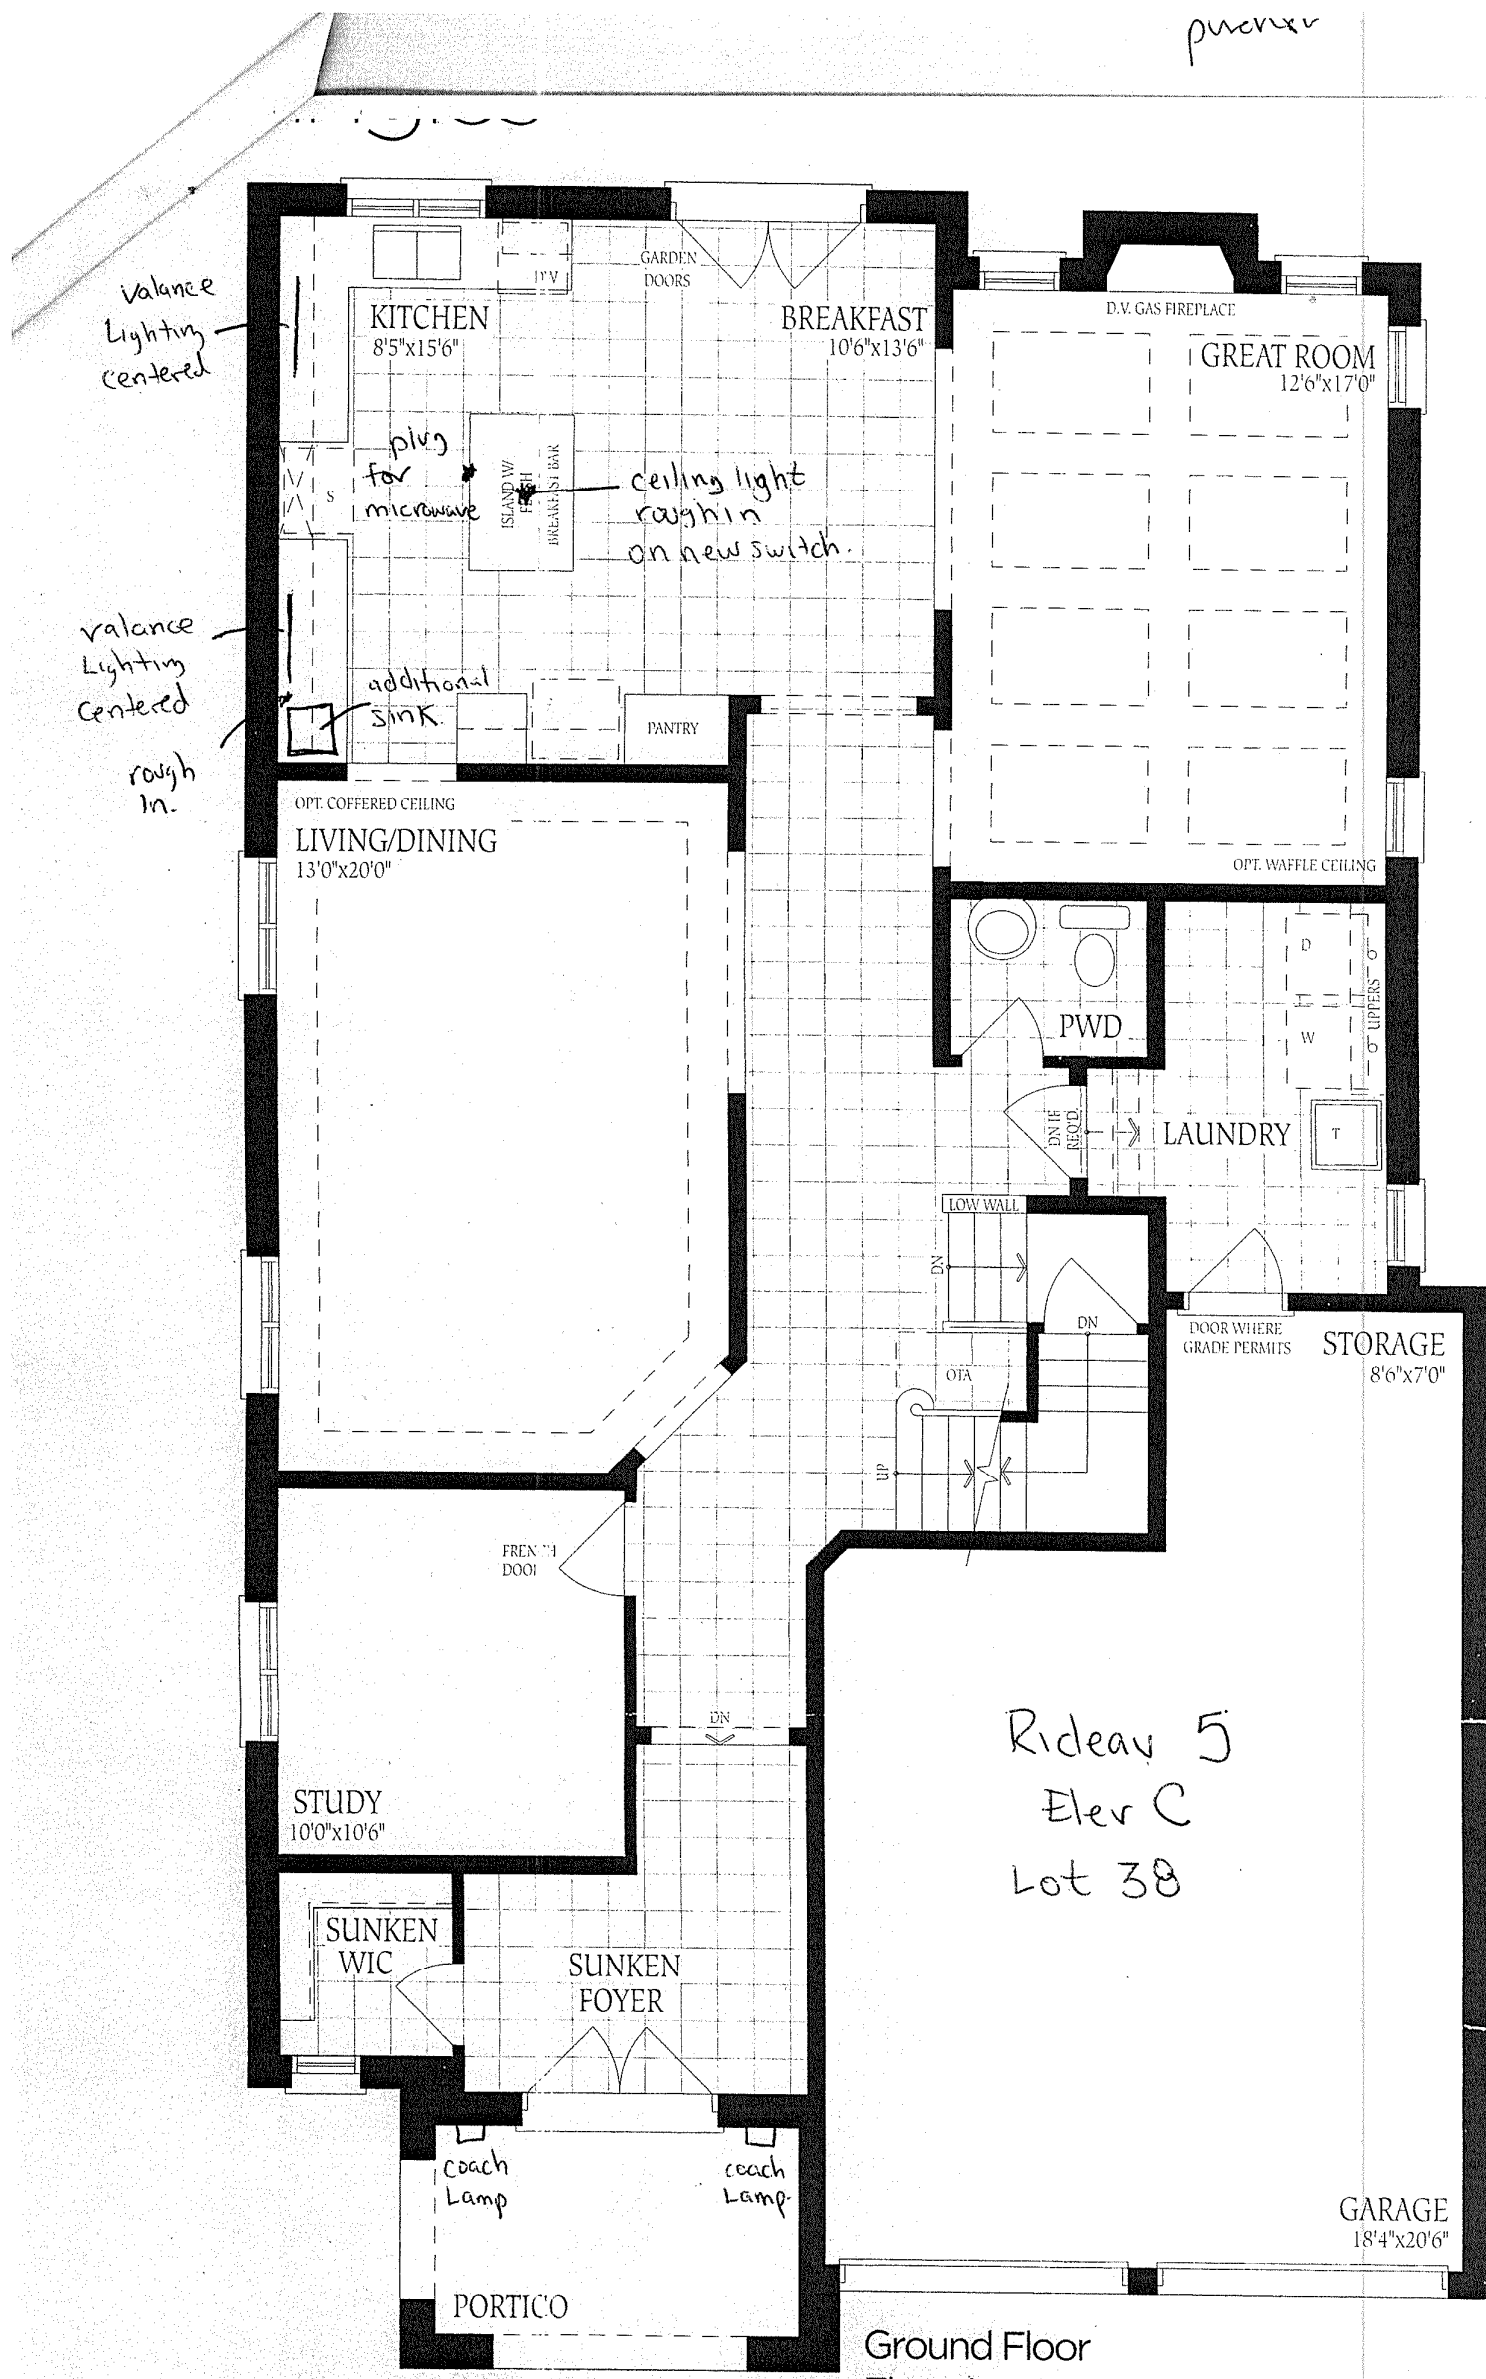 GARDEN
DOORS
D.V. GAS FIREPLACE
valance
Lighting
centered
KITCHEN
8'5"x15'6"
BREAKFAST
10'6"x13'6"
GREAT ROOM
12'6"x17'0"
plug
for
microwave
S
ISLAND W/
BREAKFAST BAR
ceiling light
roughin
on new switch.
valance
Lighting
centered
rough
In.
additional
sink.
PANTRY
OPT. COFFERED CEILING
LIVING/DINING
13'0"x20'0"
OPT. WAFFLE CEILING
D
W
UPPERS
PWD
DN IF
REQ'D.
LAUNDRY
T
LOW WALL
DN
DN
DOOR WHERE
GRADE PERMITS
STORAGE
8'6"x7'0"
OTA
UP
DN
STUDY
10'0"x10'6"
Rideau 5
Elev C
Lot 38
SUNKEN
WIC
SUNKEN
FOYER
coach
Lamp
coach
Lamp.
GARAGE
18'4"x20'6"
PORTICO
Ground Floor